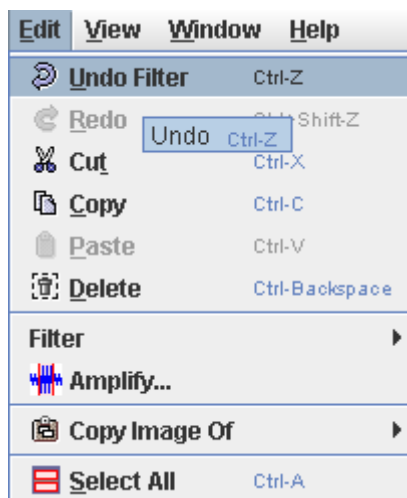 Edit View Window Help
Undo Filter Ctrl-Z
Redo Shift-Z
Undo Ctrl-Z
Cut Ctrl-X
Copy Ctrl-C
Paste Ctrl-V
Delete Ctrl-Backspace
Filter
Amplify...
Copy Image Of
Select All Ctrl-A